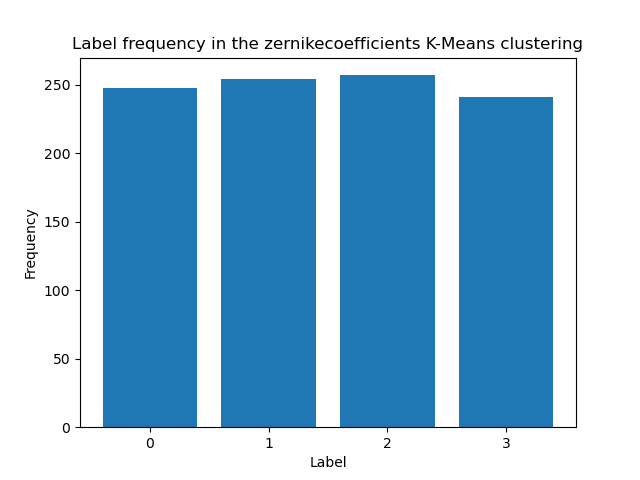 Label frequency in the zernikecoefficients K-Means clustering
250
200
150
100
50
0
Frequency
0 1 2 3
Label